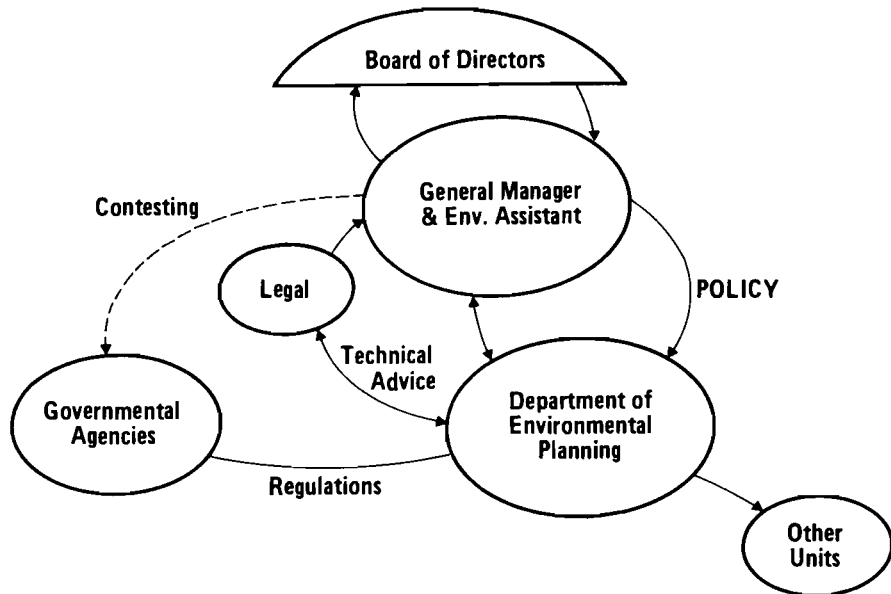 Board of Directors
General Manager
& Env. Assistant
Contesting
Legal
POLICY
Technical
Advice
Governmental
Agencies
Department of
Environmental
Planning
Regulations
Other
Units